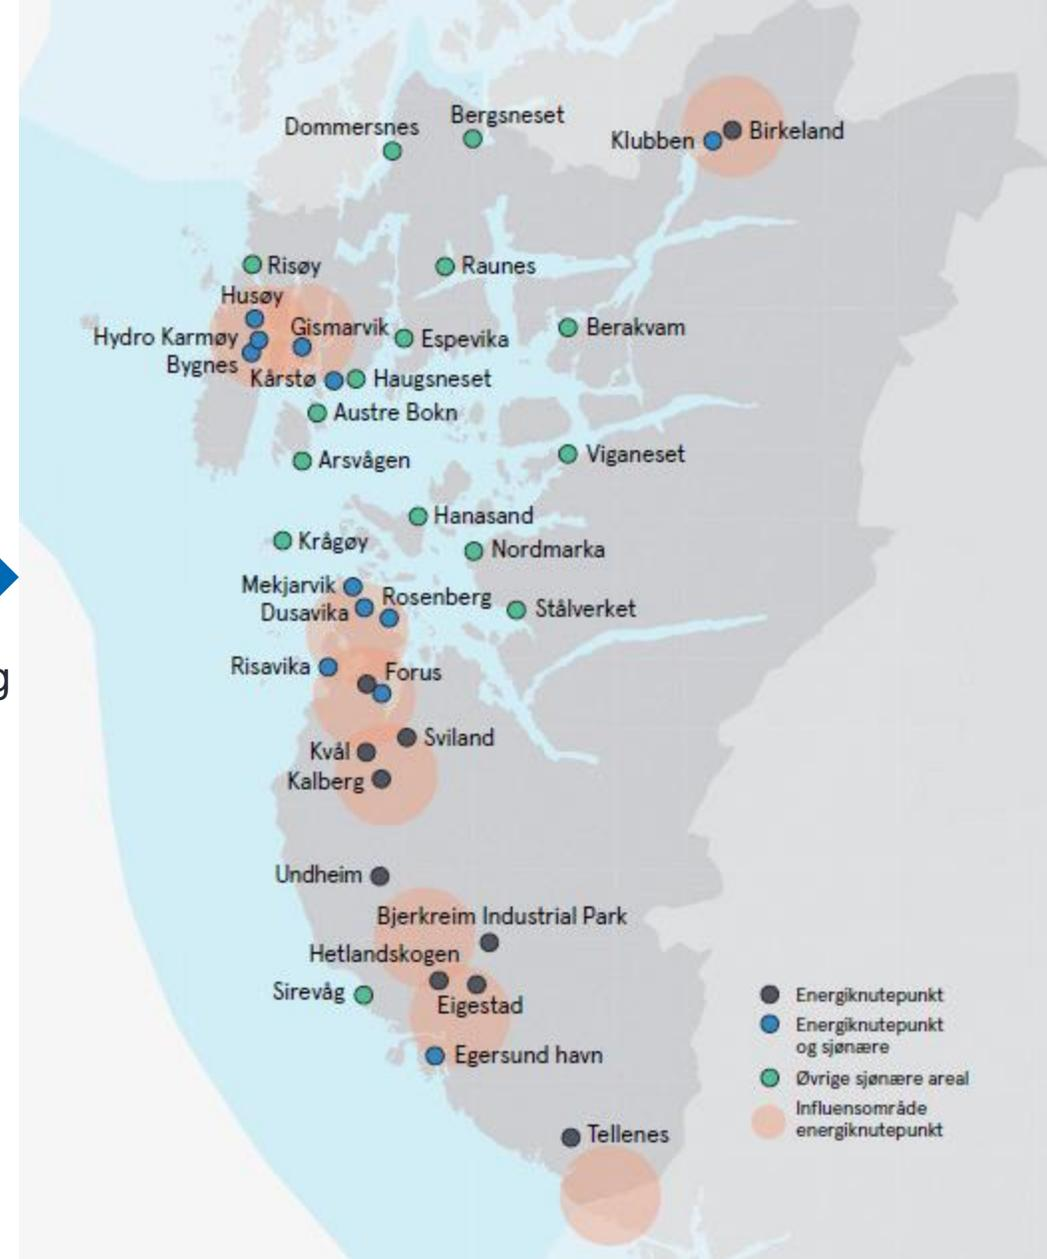 Bergsneset
Dommersnes
Klubben
Birkeland
Risøy
Raunes
Husøy
Gismarvik
Hydro Karmøy
Espevika
Berakvam
Bygnes
Kårstø
Haugsneset
Austre Bokn
Arsvågen
Viganeset
Hanasand
Krågøy
Nordmarka
Mekjarvik
Rosenberg
Dusavika
Stålverket
g
Risavika
Forus
Sviland
Kvål
Kalberg
Undheim
Bjerkreim Industrial Park
Hetlandskogen
Sirevåg
Eigestad
Egersund havn
Tellenes
Energiknutepunkt
Energiknutepunkt
og sjønære
Øvrige sjønære areal
Influensområde
energiknutepunkt